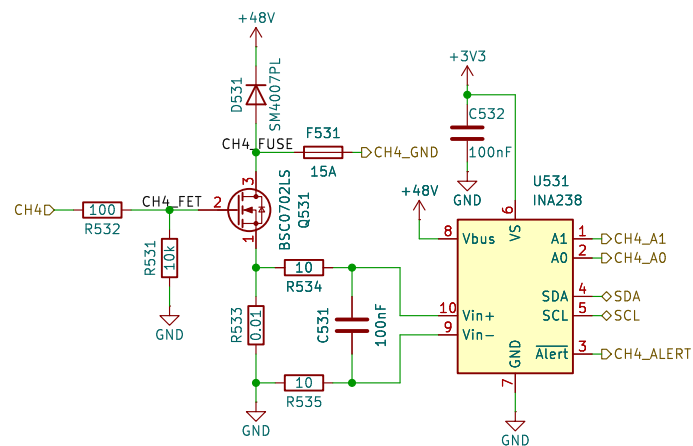 +48V
D531
SM4007PL
+3V3
C532
100nF
GND
CH4_FUSE
F531
15A
CH4_GND
3
CH4
100
R532
CH4_FET
2
BSC0702LS
Q531
1
+48V
U531
INA238
6
8
Vbus
VS
A1
1
CH4_A1
A0
2
CH4_A0
R531
10k
GND
10
R534
SDA
4
SDA
SCL
5
SCL
R533
0.01
C531
100nF
10
Vin+
9
Vin-
GND
Alert
3
CH4_ALERT
7
10
R535
GND
GND